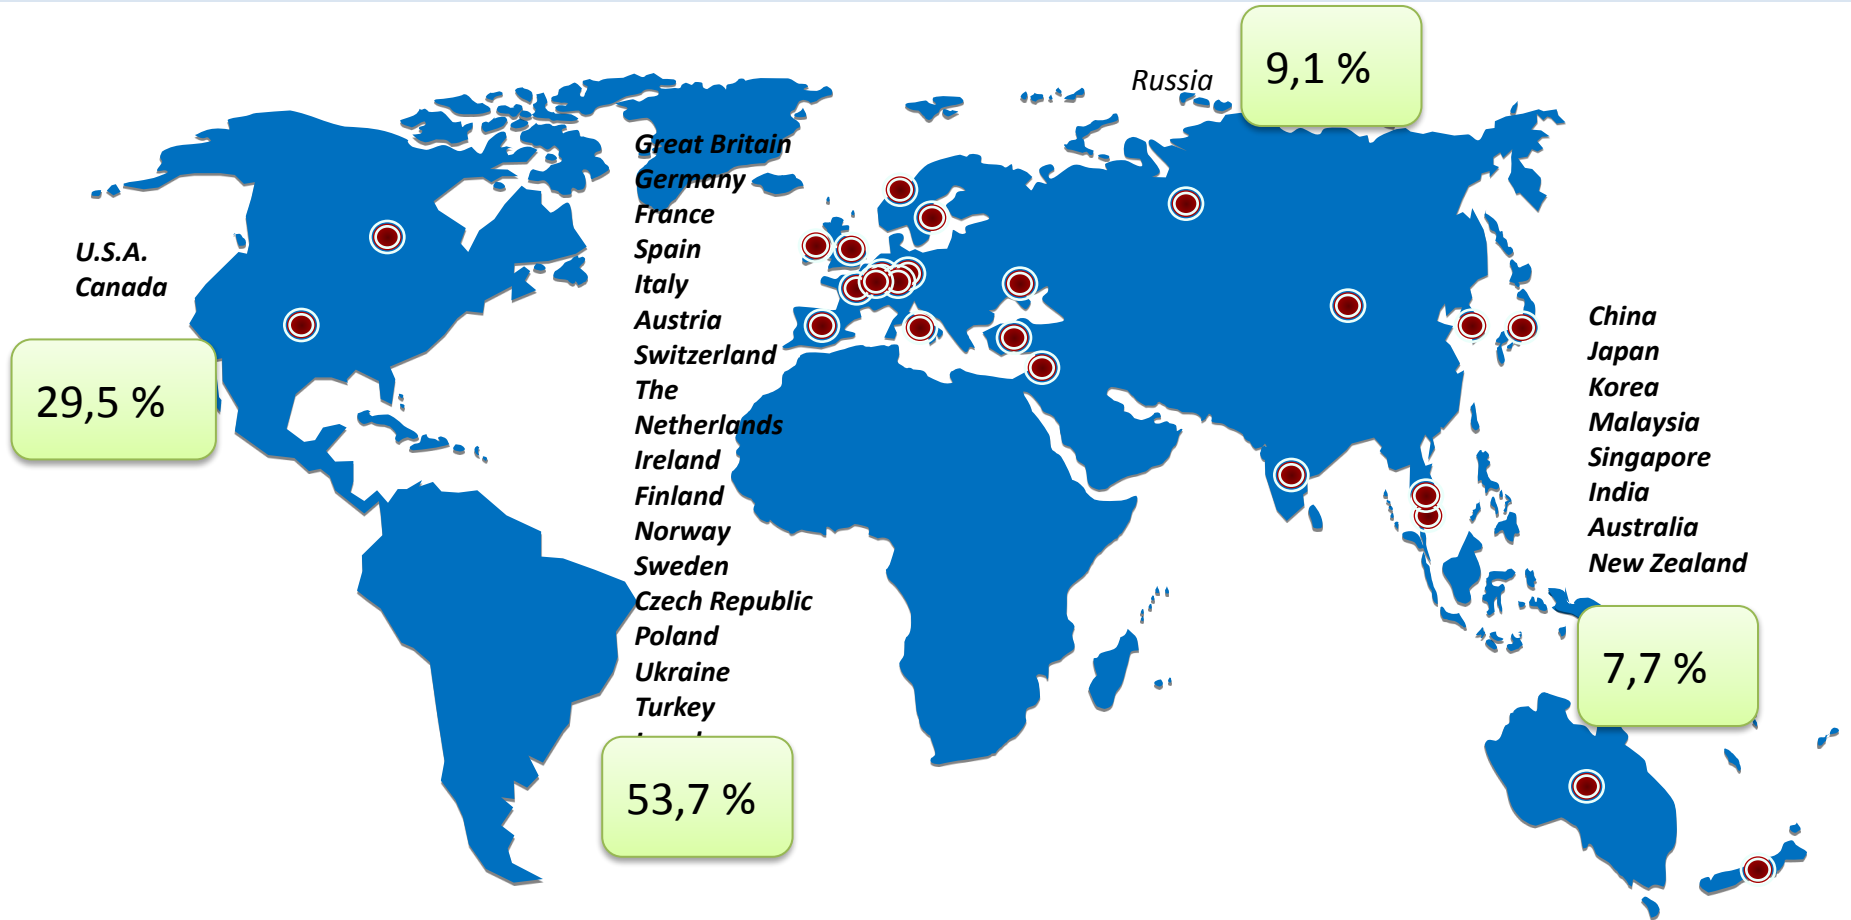 Russia
9,1 %
U.S.A.
Canada
29,5 %
Great Britain
Germany
France
Spain
Italy
Austria
Switzerland
The
Netherlands
Ireland
Finland
Norway
Sweden
Czech Republic
Poland
Ukraine
Turkey
53,7 %
China
Japan
Korea
Malaysia
Singapore
India
Australia
New Zealand
7,7 %